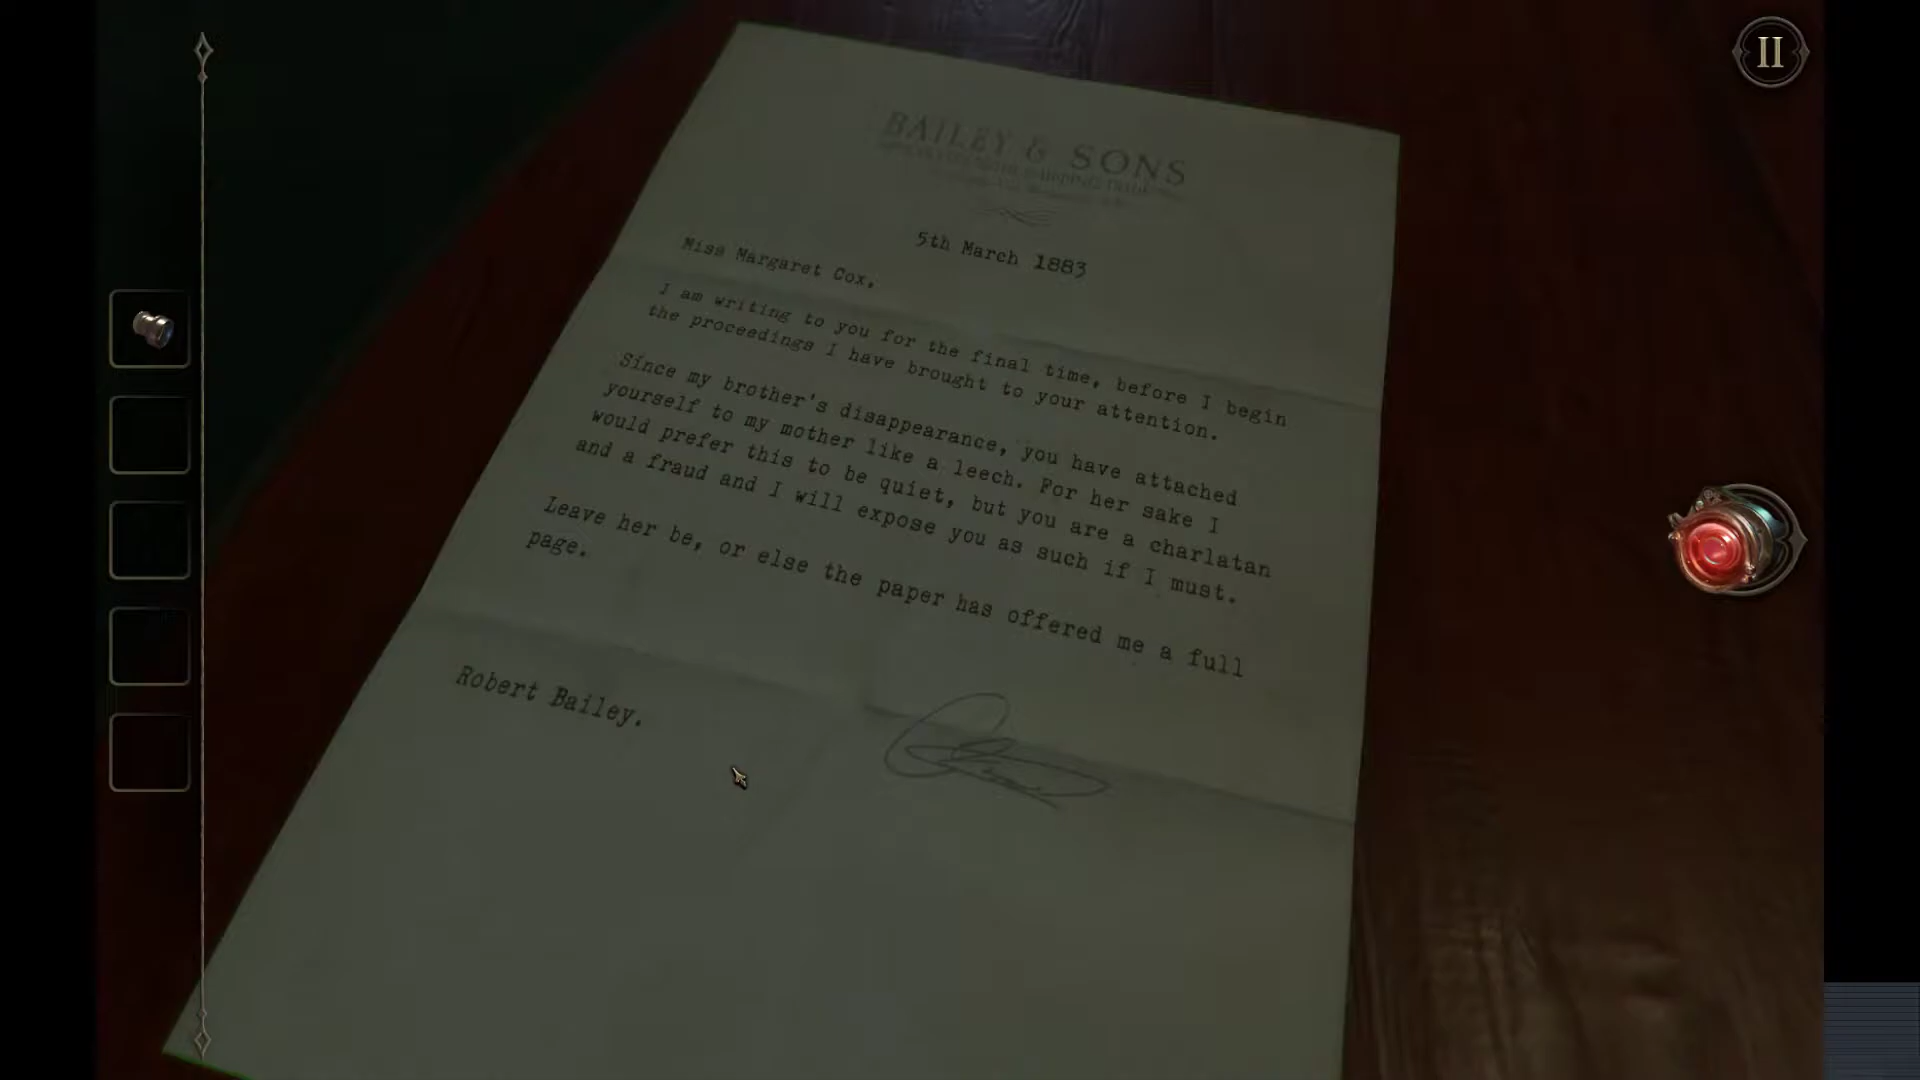 II
BAILEY & SONS
5th March 1883
Miss Margaret Cox.
I am writing to you for the final time, before I begin
the proceedings I have brought to your attention.
Since my brother's disappearance, you have attached
yourself to my mother like a leech. For her sake I
would prefer this to be quiet, but you are a charlatan
and a fraud and I will expose you as such if I must.
Leave her be, or else the paper has offered me a full
page.
Robert Bailey.